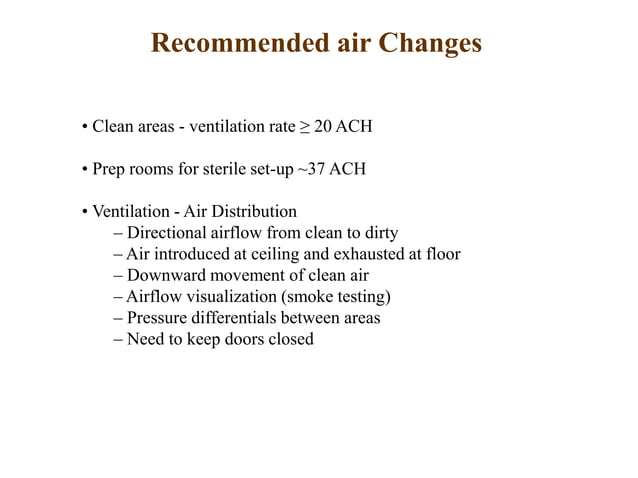 Recommended air Changes
• Clean areas - ventilation rate ≥ 20 ACH
• Prep rooms for sterile set-up ~37 ACH
• Ventilation - Air Distribution
– Directional airflow from clean to dirty
– Air introduced at ceiling and exhausted at floor
– Downward movement of clean air
– Airflow visualization (smoke testing)
– Pressure differentials between areas
– Need to keep doors closed